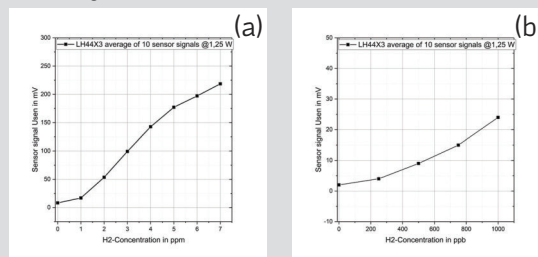 (a)
LH44X3 average of 10 sensor signals @1,25 W
Sensor signal Usen in mV
300
250
200
150
100
50
0
0 1 2 3 4 5 6 7
H2-Concentration in ppm
(b)
LH44X3 average of 10 sensor signals @1,25 W
Sensor signal Usen in mV
50
40
30
20
10
0
-10
0 200 400 600 800 1000
H2-Concentration in ppb